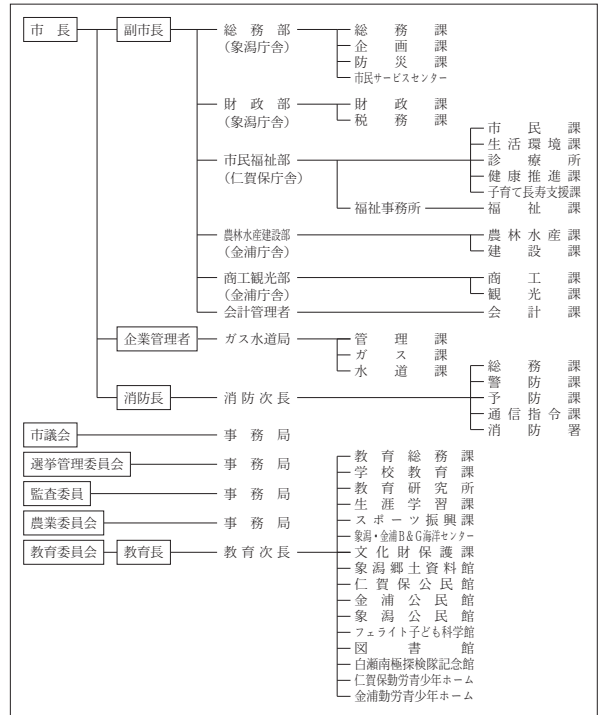 市長 副市長 総務部 総務課
(象潟庁舎) 企画課
防災課
市民サービスセンター
財政部 財政課
(象潟庁舎) 税務課
市民課
生活環境課
市民福祉部 診療所
(仁賀保庁舎) 健康推進課
子育て長寿支援課
福祉事務所 福祉課
農林水産建設部 農林水産課
(金浦庁舎) 建設課
商工観光部 商工課
(金浦庁舎) 観光課
会計管理者 会計課
企業管理者 ガス水道局 管理課
ガス課
水道課
総務課
警防課
消防長 消防次長 予防課
通信指令課
消防署
市議会 事務局
選挙管理委員会 事務局
監査委員 事務局
農業委員会 事務局
教育委員会 教育長 教育次長
教育総務課
学校教育課
教育研究所
生涯学習課
スポーツ振興課
象潟・金浦B&G海洋センター
文化財保護課
象潟郷土資料館
仁賀保公民館
金浦公民館
象潟公民館
フェライト子ども科学館
図書館
白瀬南極探検隊記念館
仁賀保勤労青少年ホーム
金浦勤労青少年ホーム